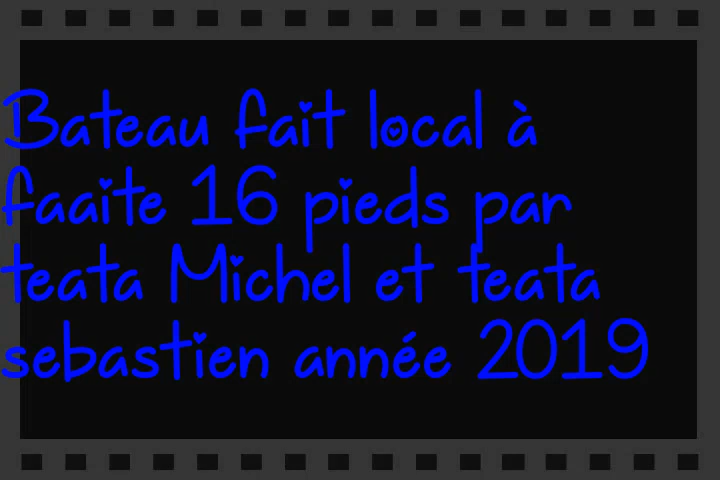 Bateau fait local à
faaite 16 pieds par
teata Michel et teata
sebastien année 2019